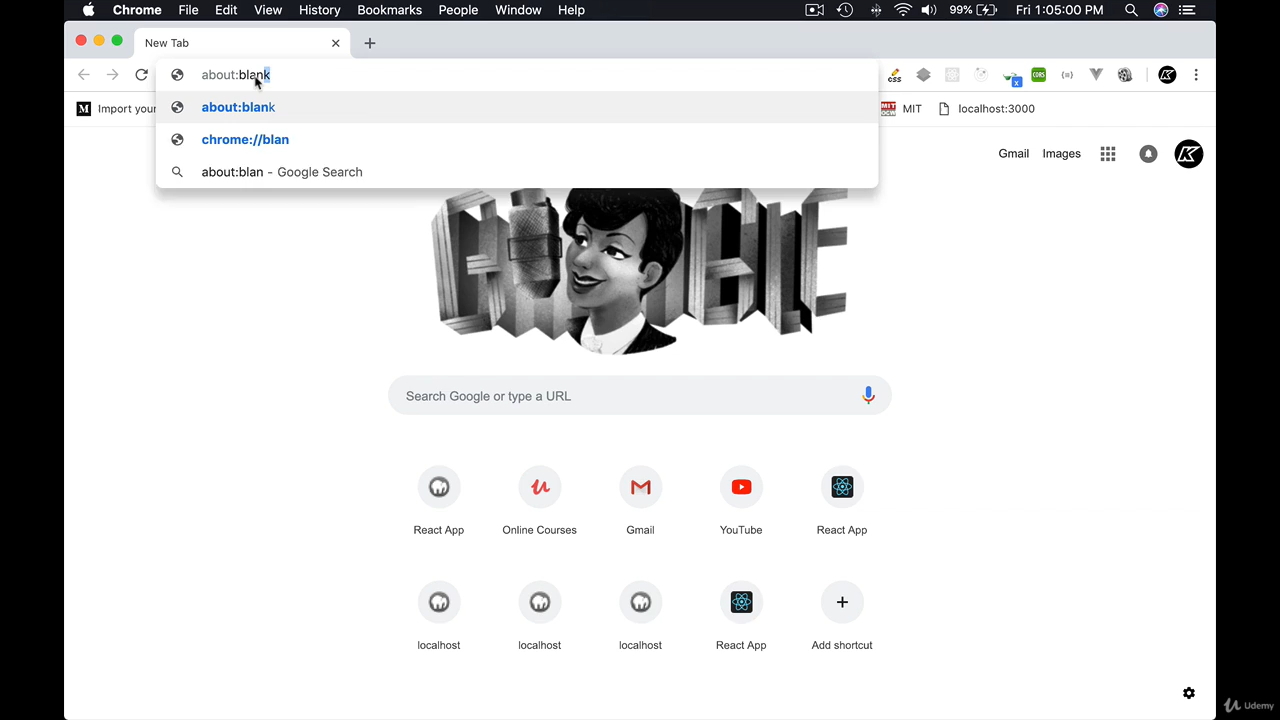 Chrome File Edit View History Bookmarks People Window Help 99% Fri 1:05:00 PM
New Tab
about:blank
about:blank
chrome://blan
about:blan - Google Search
Import your
MIT
localhost:3000
Gmail Images
Search Google or type a URL
React App Online Courses Gmail YouTube React App
localhost localhost localhost React App Add shortcut
Udemy